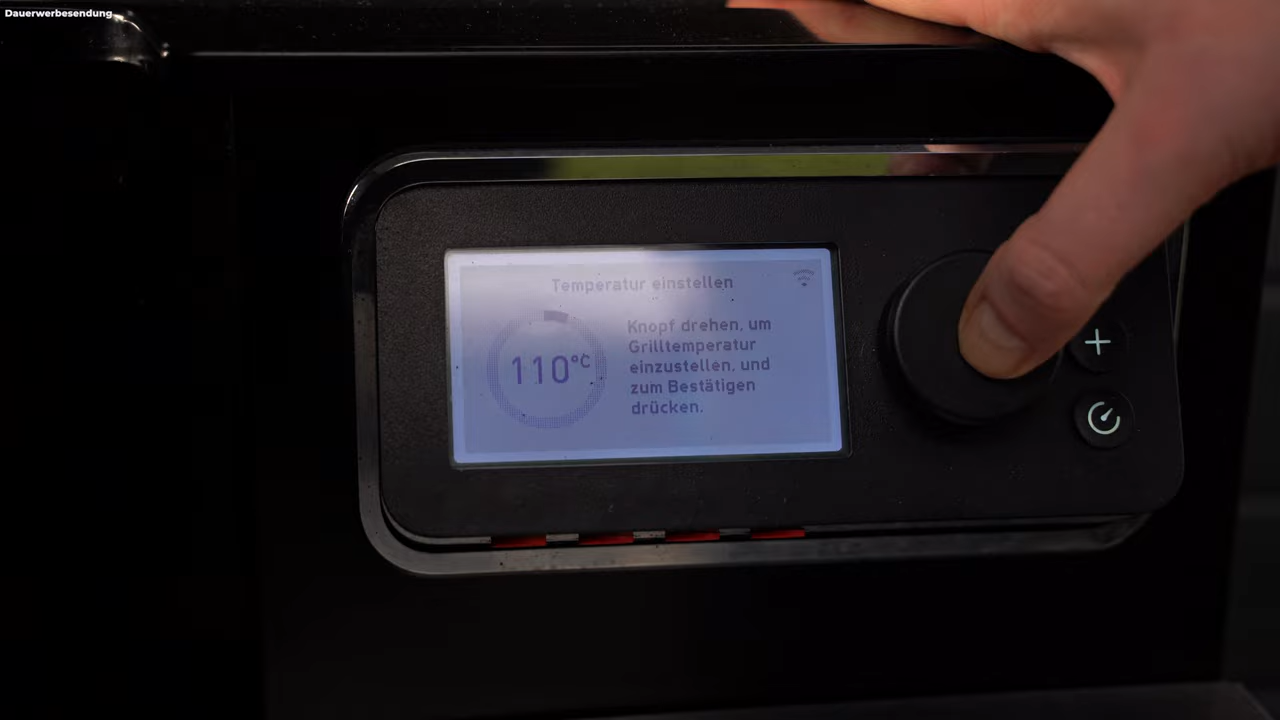 Dauerwerbesendung
Temperatur einstellen
110°C
Knopf drehen, um
Grilltemperatur
einzustellen, und
zum Bestätigen
drücken.